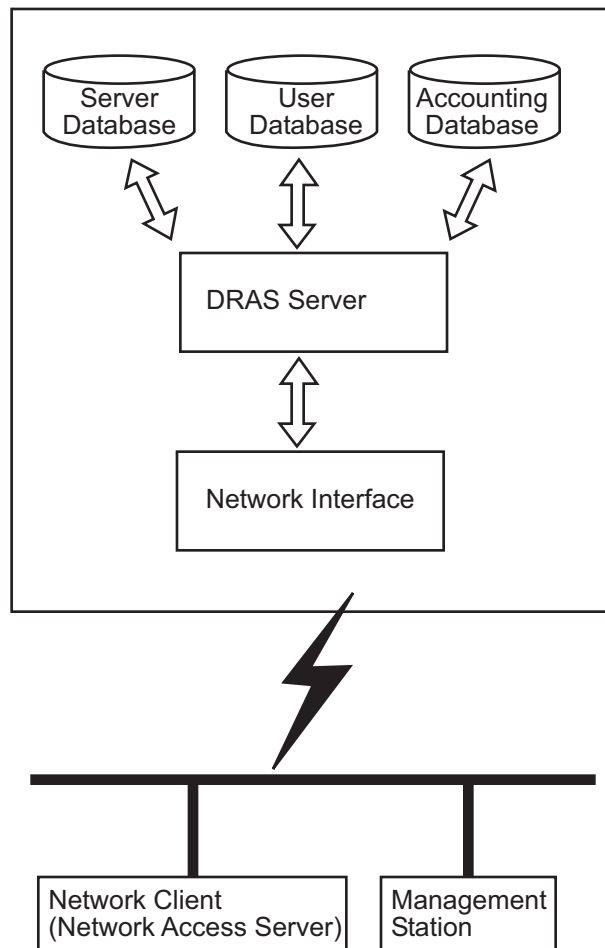 Server
Database
User
Database
Accounting
Database
DRAS Server
Network Interface
Network Client
(Network Access Server)
Management
Station